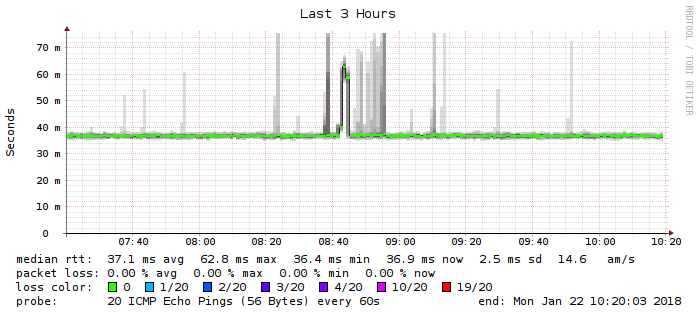 Last 3 Hours
RRDTOOL / TOBI OETIKER
Seconds
70 m
60 m
50 m
40 m
30 m
20 m
10 m
0
07:40 08:00 08:20 08:40 09:00 09:20 09:40 10:00 10:20
median rtt: 37.1 ms avg 62.8 ms max 36.4 ms min 36.9 ms now 2.5 ms sd 14.6 am/s
packet loss: 0.00 % avg 0.00 % max 0.00 % min 0.00 % now
loss color: 0 1/20 2/20 3/20 4/20 10/20 19/20
probe: 20 ICMP Echo Pings (56 Bytes) every 60s end: Mon Jan 22 10:20:03 2018